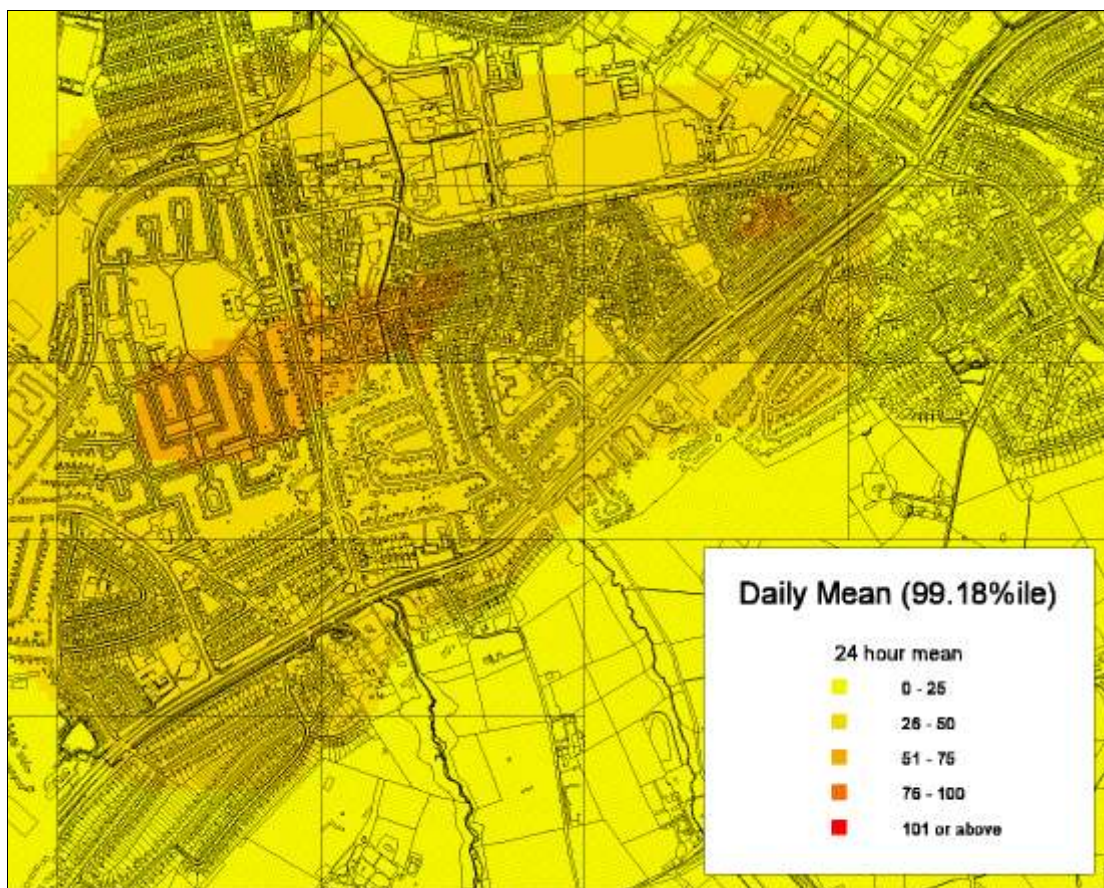 Daily Mean (99.18%ile)
24 hour mean
0 - 25
26 - 50
51 - 75
76 - 100
101 or above